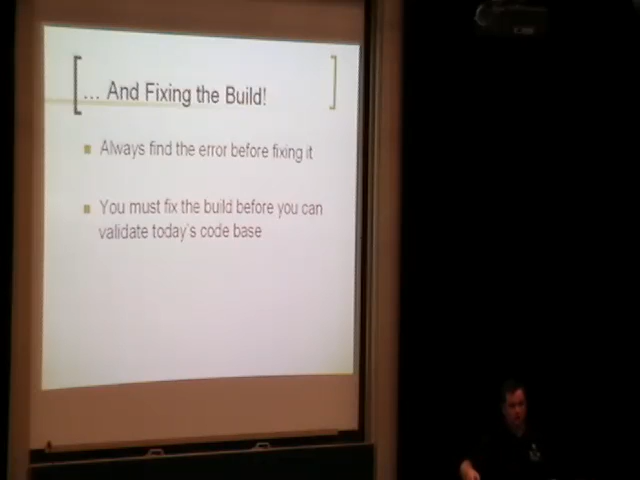 ... And Fixing the Build!
Always find the error before fixing it
You must fix the build before you can
validate today's code base